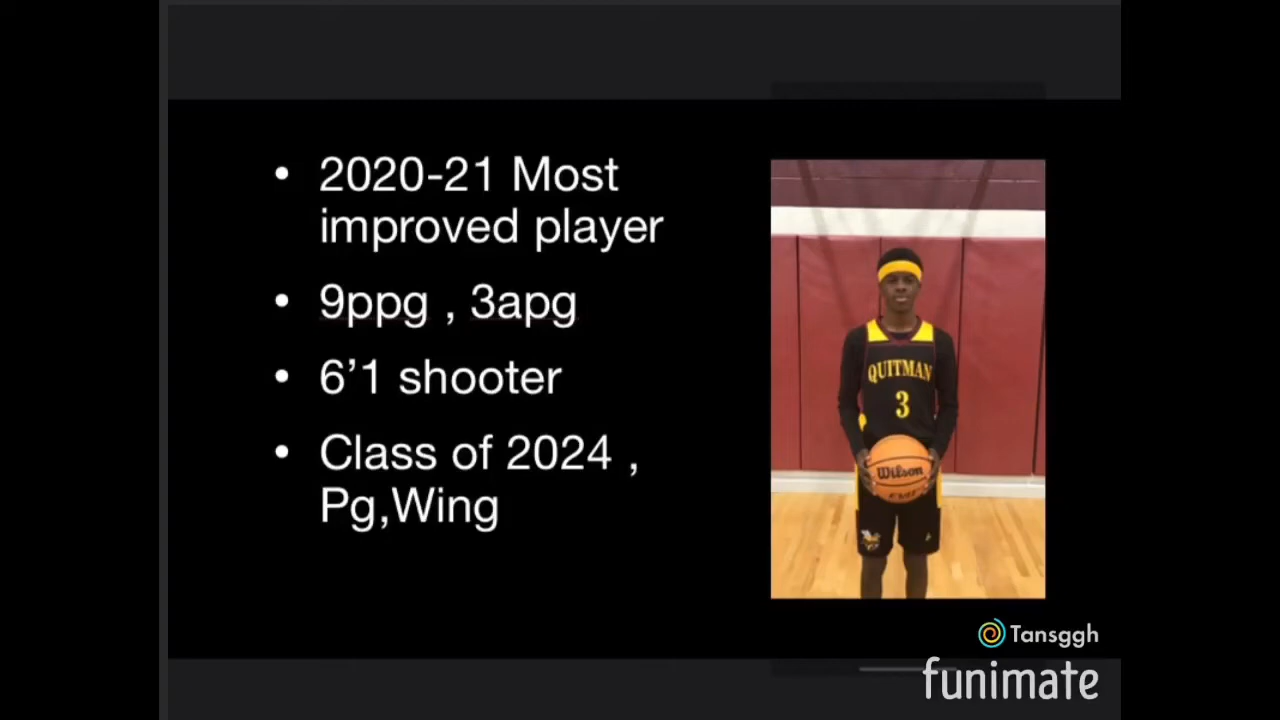 • 2020-21 Most
improved player
• 9ppg , 3apg
• 6’1 shooter
• Class of 2024 ,
Pg,Wing
QUITMAN
3
Wilson
Tansggh
funimate